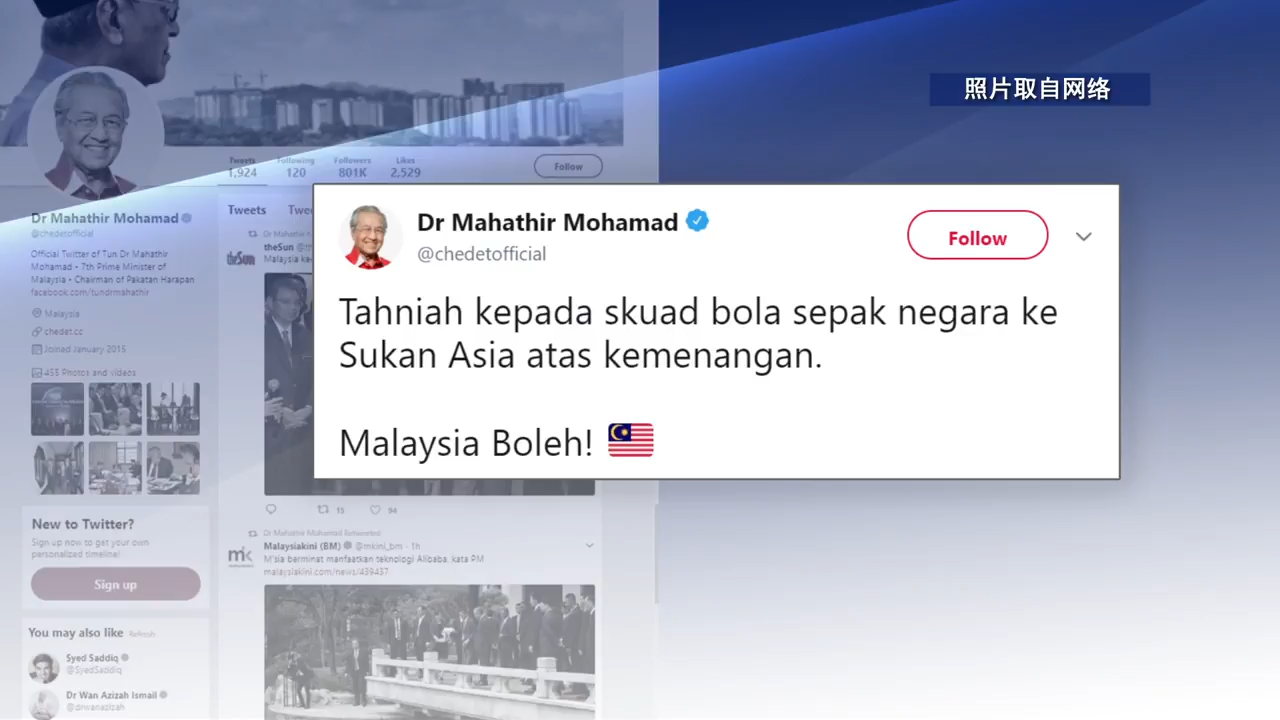 照片取自网络
Tweets Following Followers Likes
1,924 120 801K 2,529
Follow
Dr Mahathir Mohamad
@chedetofficial
Official Twitter of Tun Dr Mahathir
Mohamad • 7th Prime Minister of
Malaysia • Chairman of Pakatan Harapan
facebook.com/tundrmahathir
Malaysia
chedet.cc
Joined January 2015
455 Photos and videos
New to Twitter?
Sign up now to get your own
personalized timeline!
Sign up
You may also like Refresh
Syed Saddiq
@SyedSaddiq
Dr Wan Azizah Ismail
@drwanazizah
Tweets
theSun
theSun
Dr Mahathir Mohamad
@chedetofficial
Follow
Tahniah kepada skuad bola sepak negara ke
Sukan Asia atas kemenangan.
Malaysia Boleh! 🇲🇾
15 94
Dr Mahathir Mohamad Retweeted
mk
Malaysiakini (BM) @mkini_bm · 1h
M'sia berminat manfaatkan teknologi Alibaba, kata PM
malaysiakini.com/news/439437